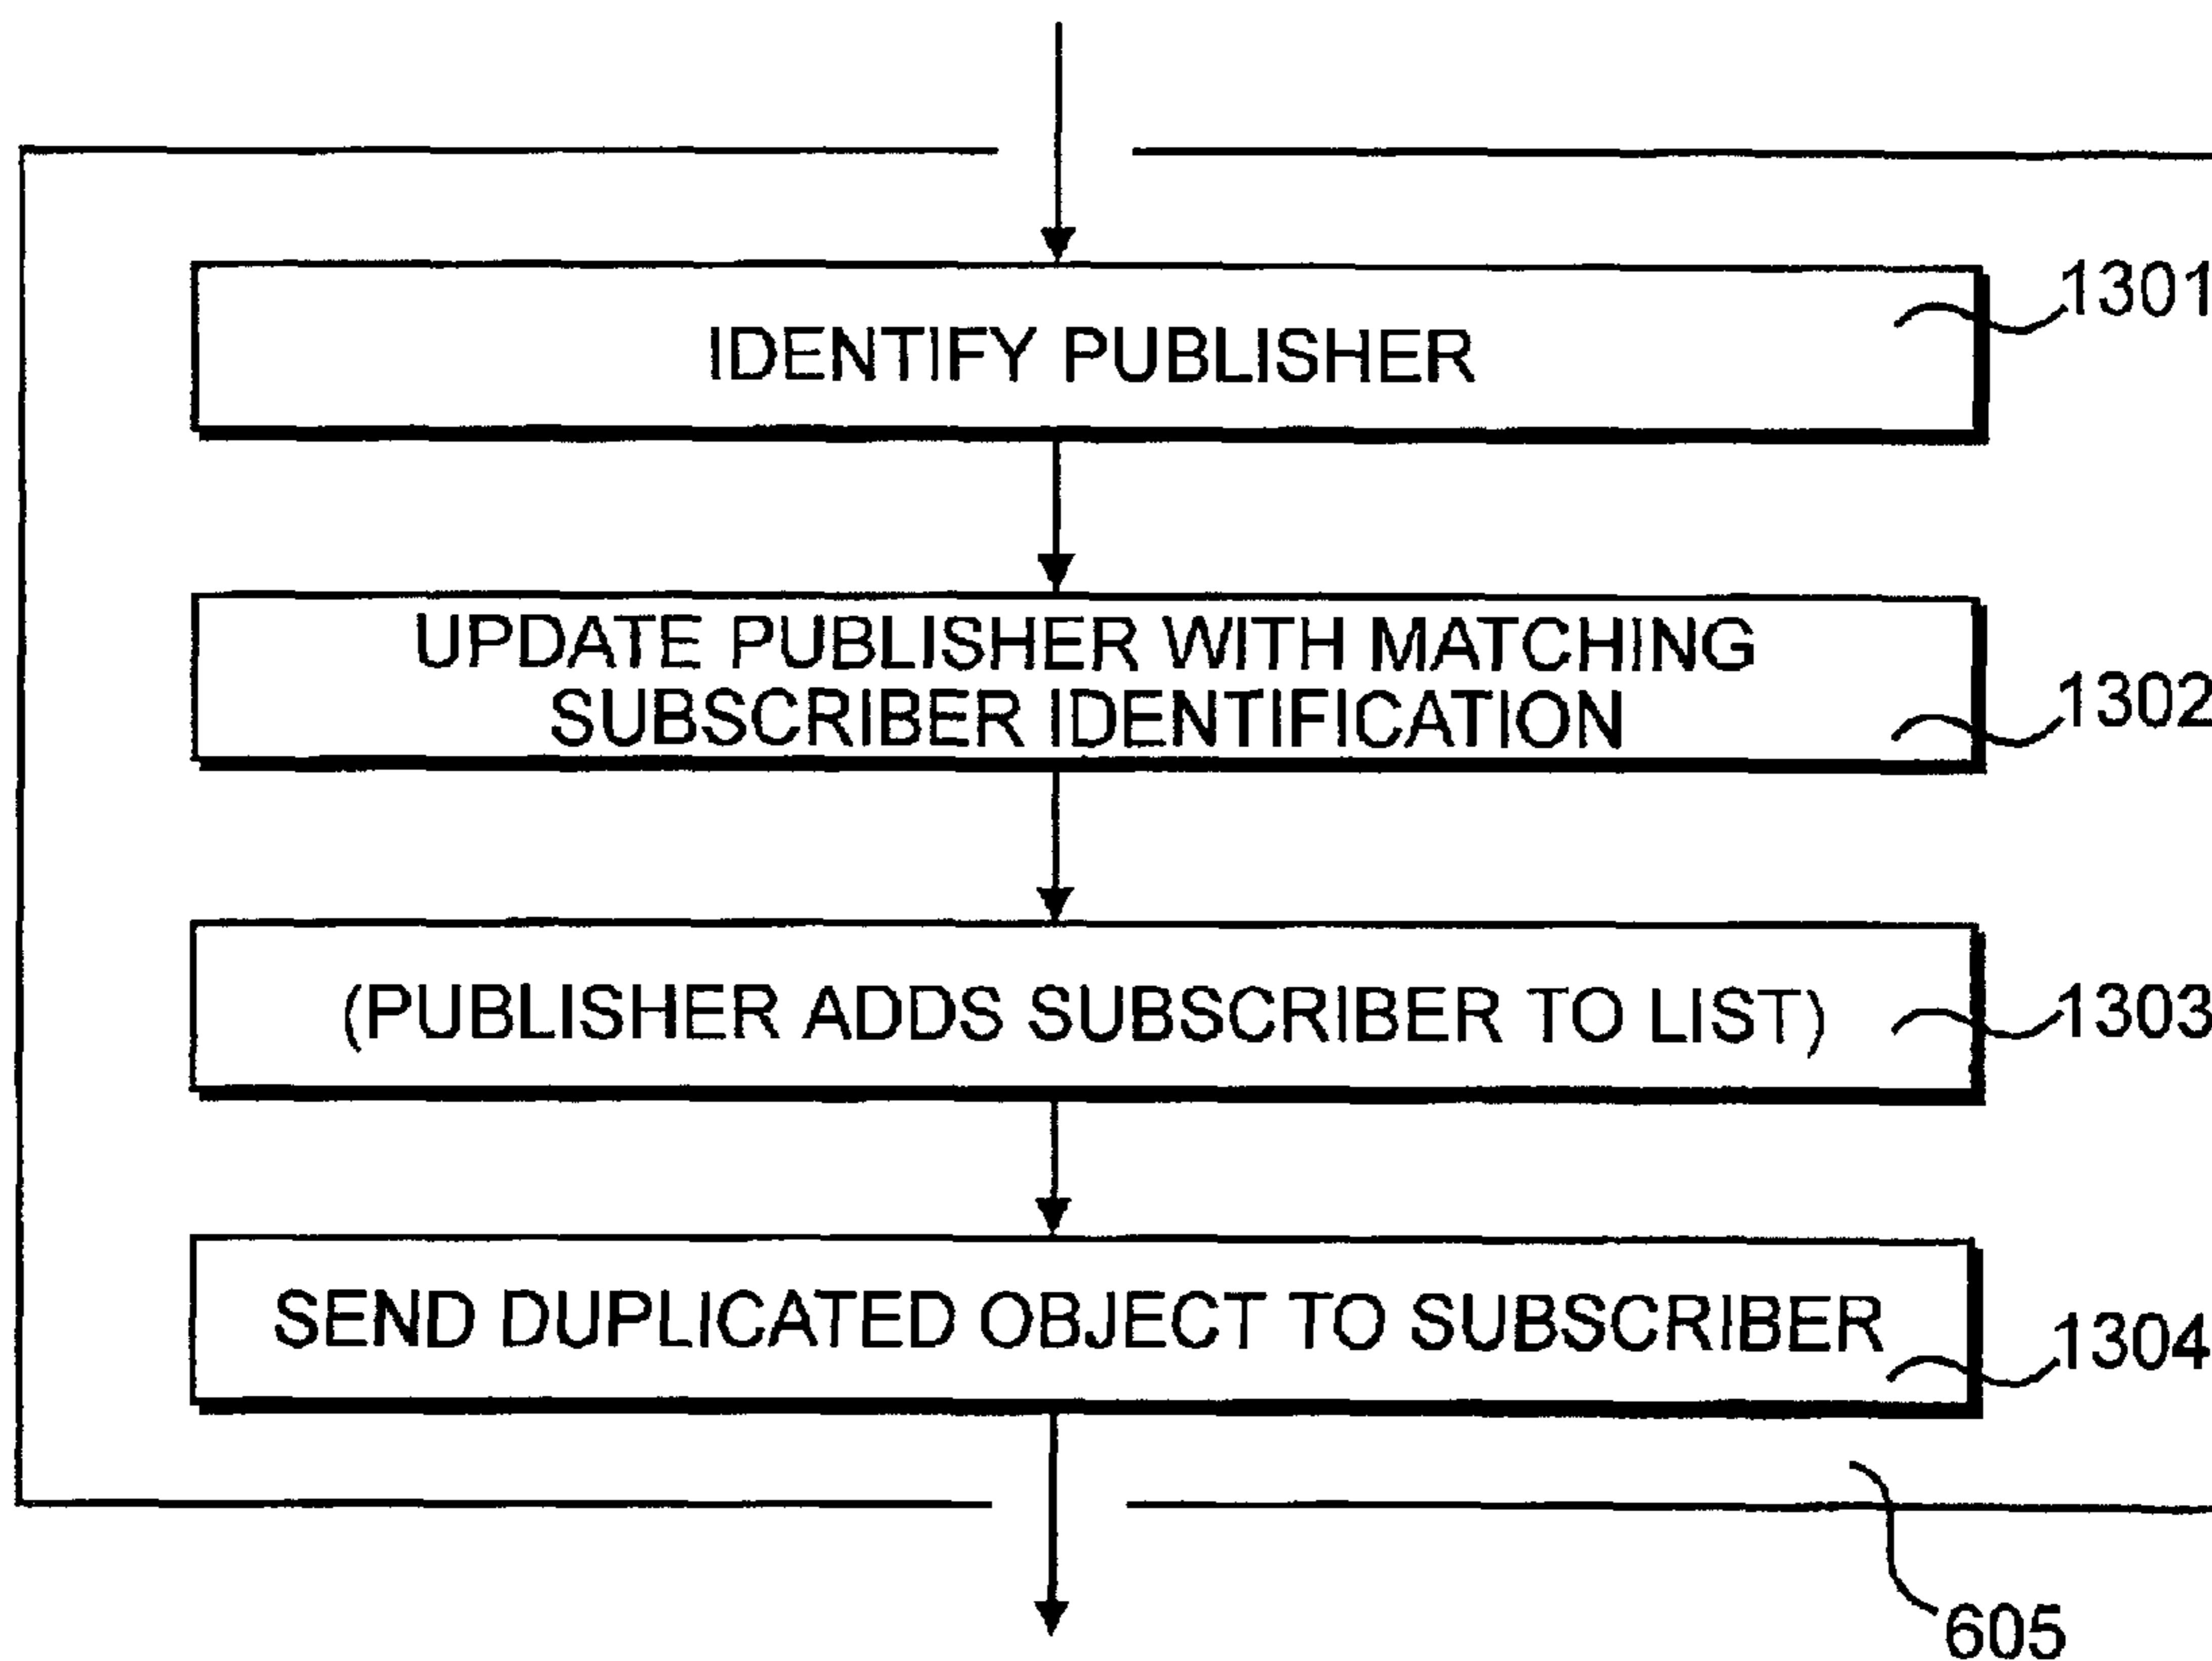 IDENTIFY PUBLISHER
1301
UPDATE PUBLISHER WITH MATCHING
SUBSCRIBER IDENTIFICATION
1302
(PUBLISHER ADDS SUBSCRIBER TO LIST)
1303
SEND DUPLICATED OBJECT TO SUBSCRIBER
1304
605